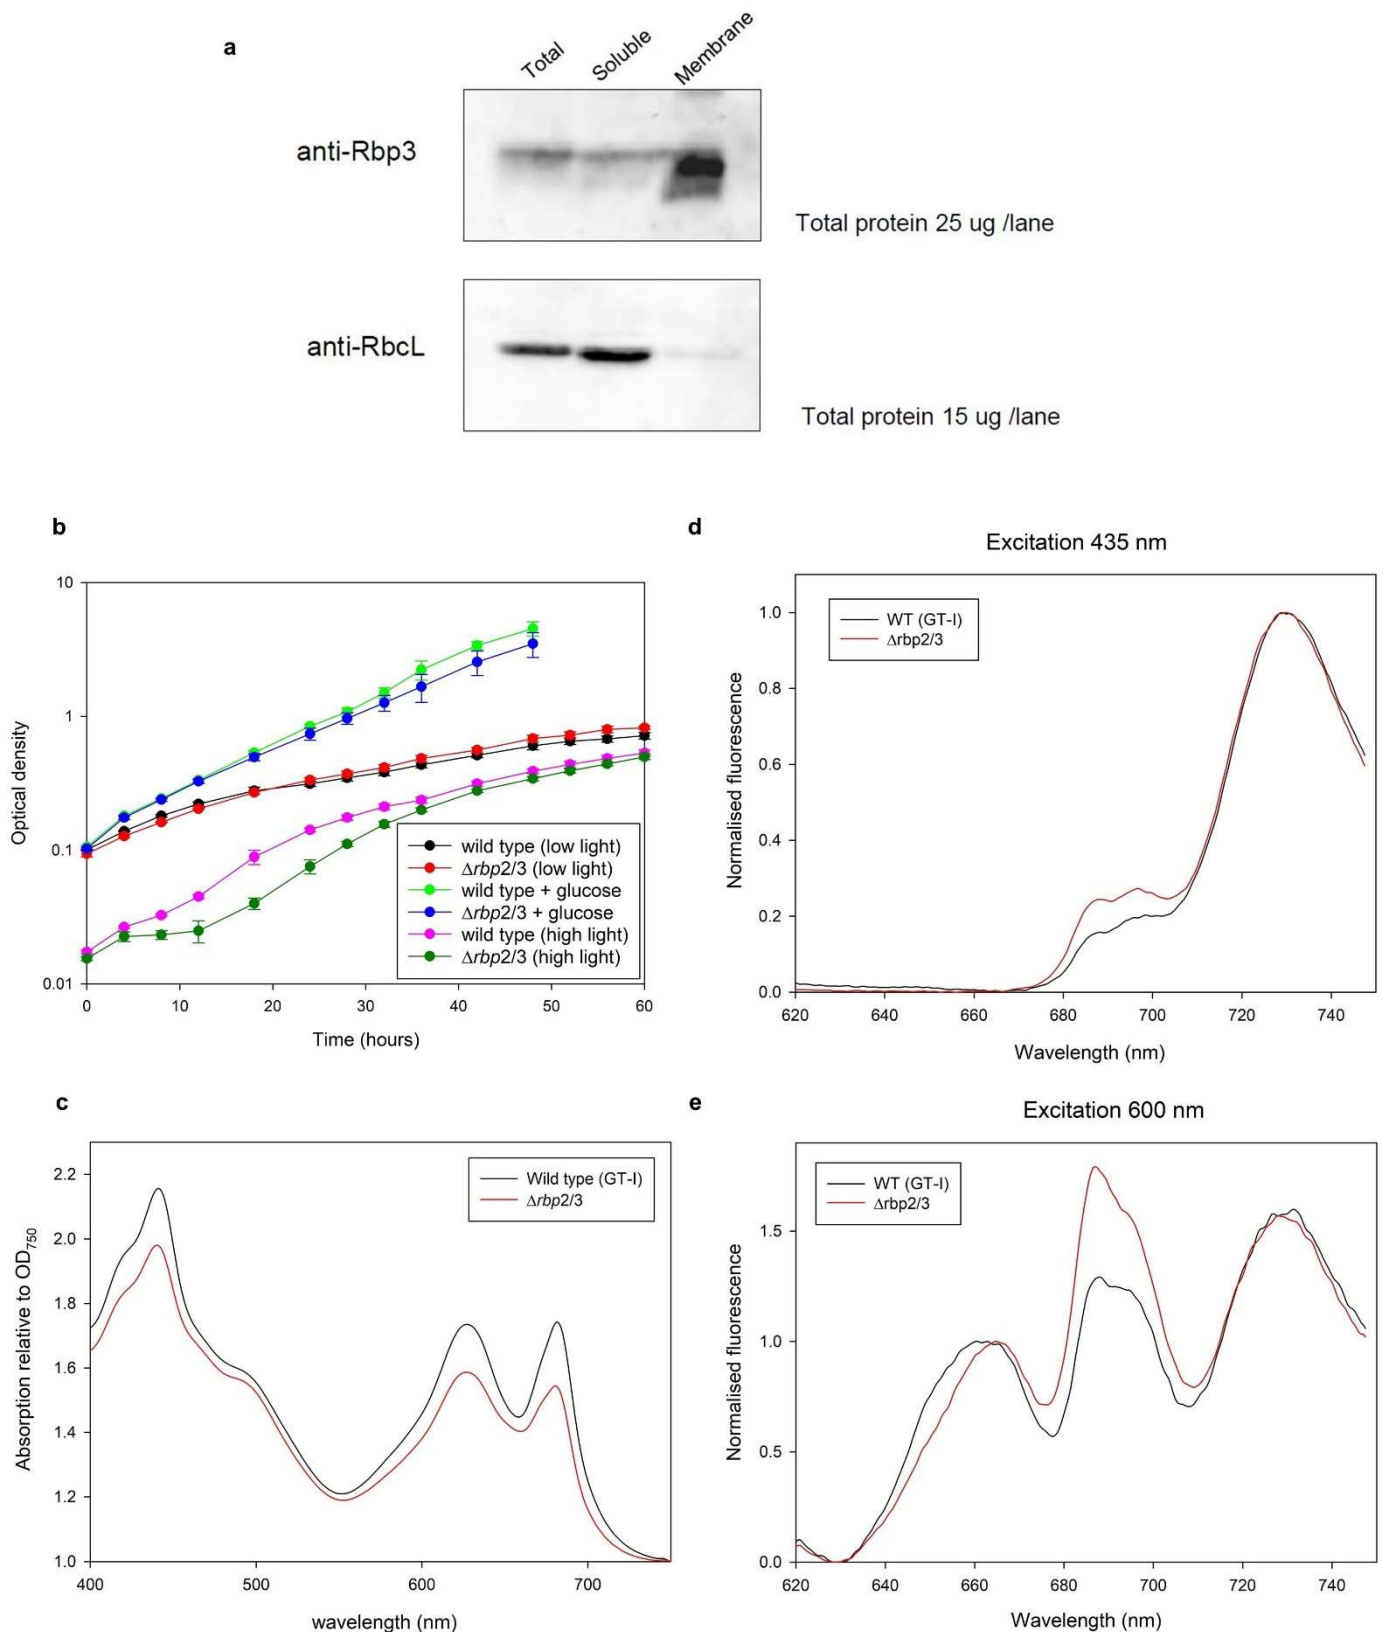 a
Total
Soluble
Membrane
anti-Rbp3
Total protein 25 ug /lane
anti-RbcL
Total protein 15 ug /lane
b
10
1
0.1
0.01
Optical density
0
10
20
30
40
50
60
Time (hours)
wild type (low light)
Δrbp2/3 (low light)
wild type + glucose
Δrbp2/3 + glucose
wild type (high light)
Δrbp2/3 (high light)
d
Excitation 435 nm
WT (GT-I)
Δrbp2/3
Normalised fluorescence
1.0
0.8
0.6
0.4
0.2
0.0
620
640
660
680
700
720
740
Wavelength (nm)
c
Wild type (GT-I)
Δrbp2/3
Absorption relative to OD750
2.2
2.0
1.8
1.6
1.4
1.2
1.0
400
500
600
700
wavelength (nm)
e
Excitation 600 nm
WT (GT-I)
Δrbp2/3
Normalised fluorescence
1.5
1.0
0.5
0.0
620
640
660
680
700
720
740
Wavelength (nm)